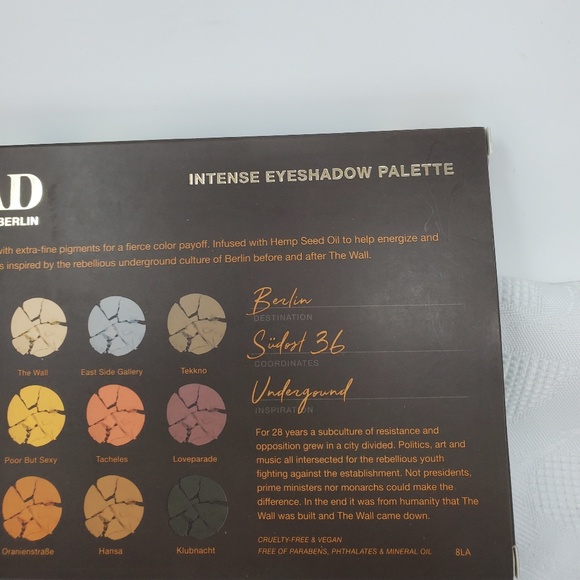 AD
BERLIN
INTENSE EYESHADOW PALETTE
with extra-fine pigments for a fierce color payoff. Infused with Hemp Seed Oil to help energize and
s inspired by the rebellious underground culture of Berlin before and after The Wall.
Berlin
DESTINATION
Südost 36
COORDINATES
Undergound
INSPIRATION
The Wall
East Side Gallery
Tekkno
Poor But Sexy
Tacheles
Loveparade
Oranienstraße
Hansa
Klubnacht
For 28 years a subculture of resistance and
opposition grew in a city divided. Politics, art and
music all intersected for the rebellious youth
fighting against the establishment. Not presidents,
prime ministers nor monarchs could make the
difference. In the end it was from humanity that The
Wall was built and The Wall came down.
CRUELTY-FREE & VEGAN
FREE OF PARABENS, PHTHALATES & MINERAL OIL
8LA